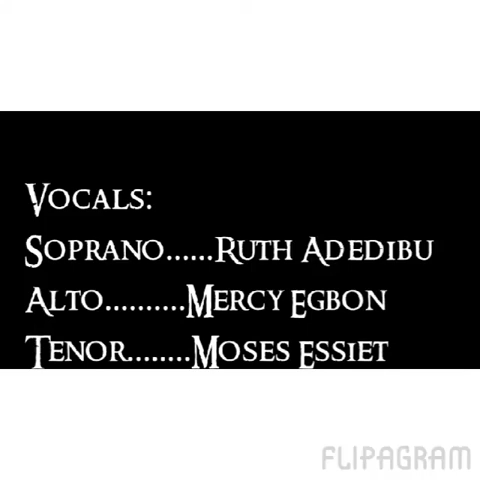 Vocals:
Soprano......Ruth Adedibu
Alto..........Mercy Egbon
Tenor........Moses Essiet
FLIPAGRAM